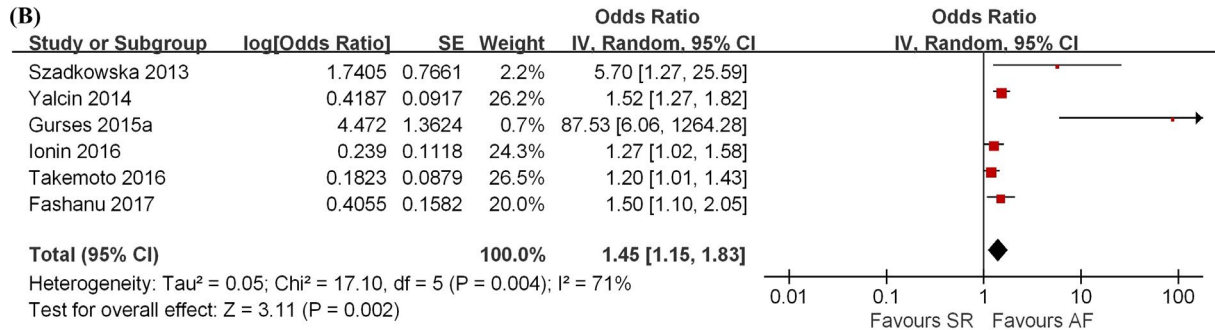 (B)
Odds Ratio Odds Ratio
Study or Subgroup log[Odds Ratio] SE Weight IV, Random, 95% CI IV, Random, 95% CI
Szadkowska 2013 1.7405 0.7661 2.2% 5.70 [1.27, 25.59]
Yalcin 2014 0.4187 0.0917 26.2% 1.52 [1.27, 1.82]
Gurses 2015a 4.472 1.3624 0.7% 87.53 [6.06, 1264.28]
Ionin 2016 0.239 0.1118 24.3% 1.27 [1.02, 1.58]
Takemoto 2016 0.1823 0.0879 26.5% 1.20 [1.01, 1.43]
Fashanu 2017 0.4055 0.1582 20.0% 1.50 [1.10, 2.05]
Total (95% CI) 100.0% 1.45 [1.15, 1.83]
Heterogeneity: Tau² = 0.05; Chi² = 17.10, df = 5 (P = 0.004); I² = 71%
Test for overall effect: Z = 3.11 (P = 0.002)
0.01 0.1 1 10 100
Favours SR Favours AF